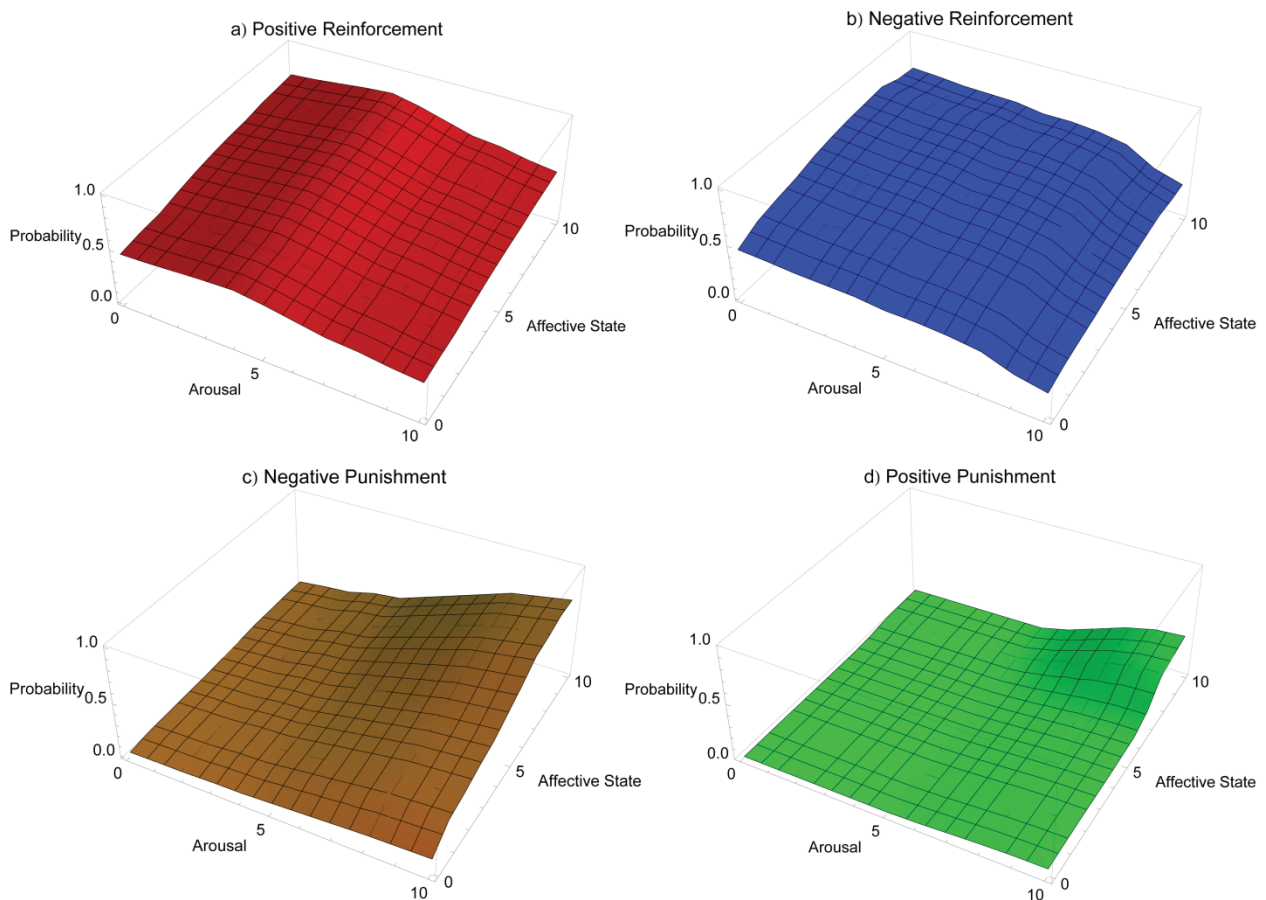 a) Positive Reinforcement
1.0
Probability
0.5
0.0
0
5
Arousal
10
0
5
Affective State
10
b) Negative Reinforcement
1.0
Probability
0.5
0.0
0
5
Arousal
10
0
5
Affective State
10
c) Negative Punishment
1.0
Probability
0.5
0.0
0
5
Arousal
10
0
5
Affective State
10
d) Positive Punishment
1.0
Probability
0.5
0.0
0
5
Arousal
10
0
5
Affective State
10